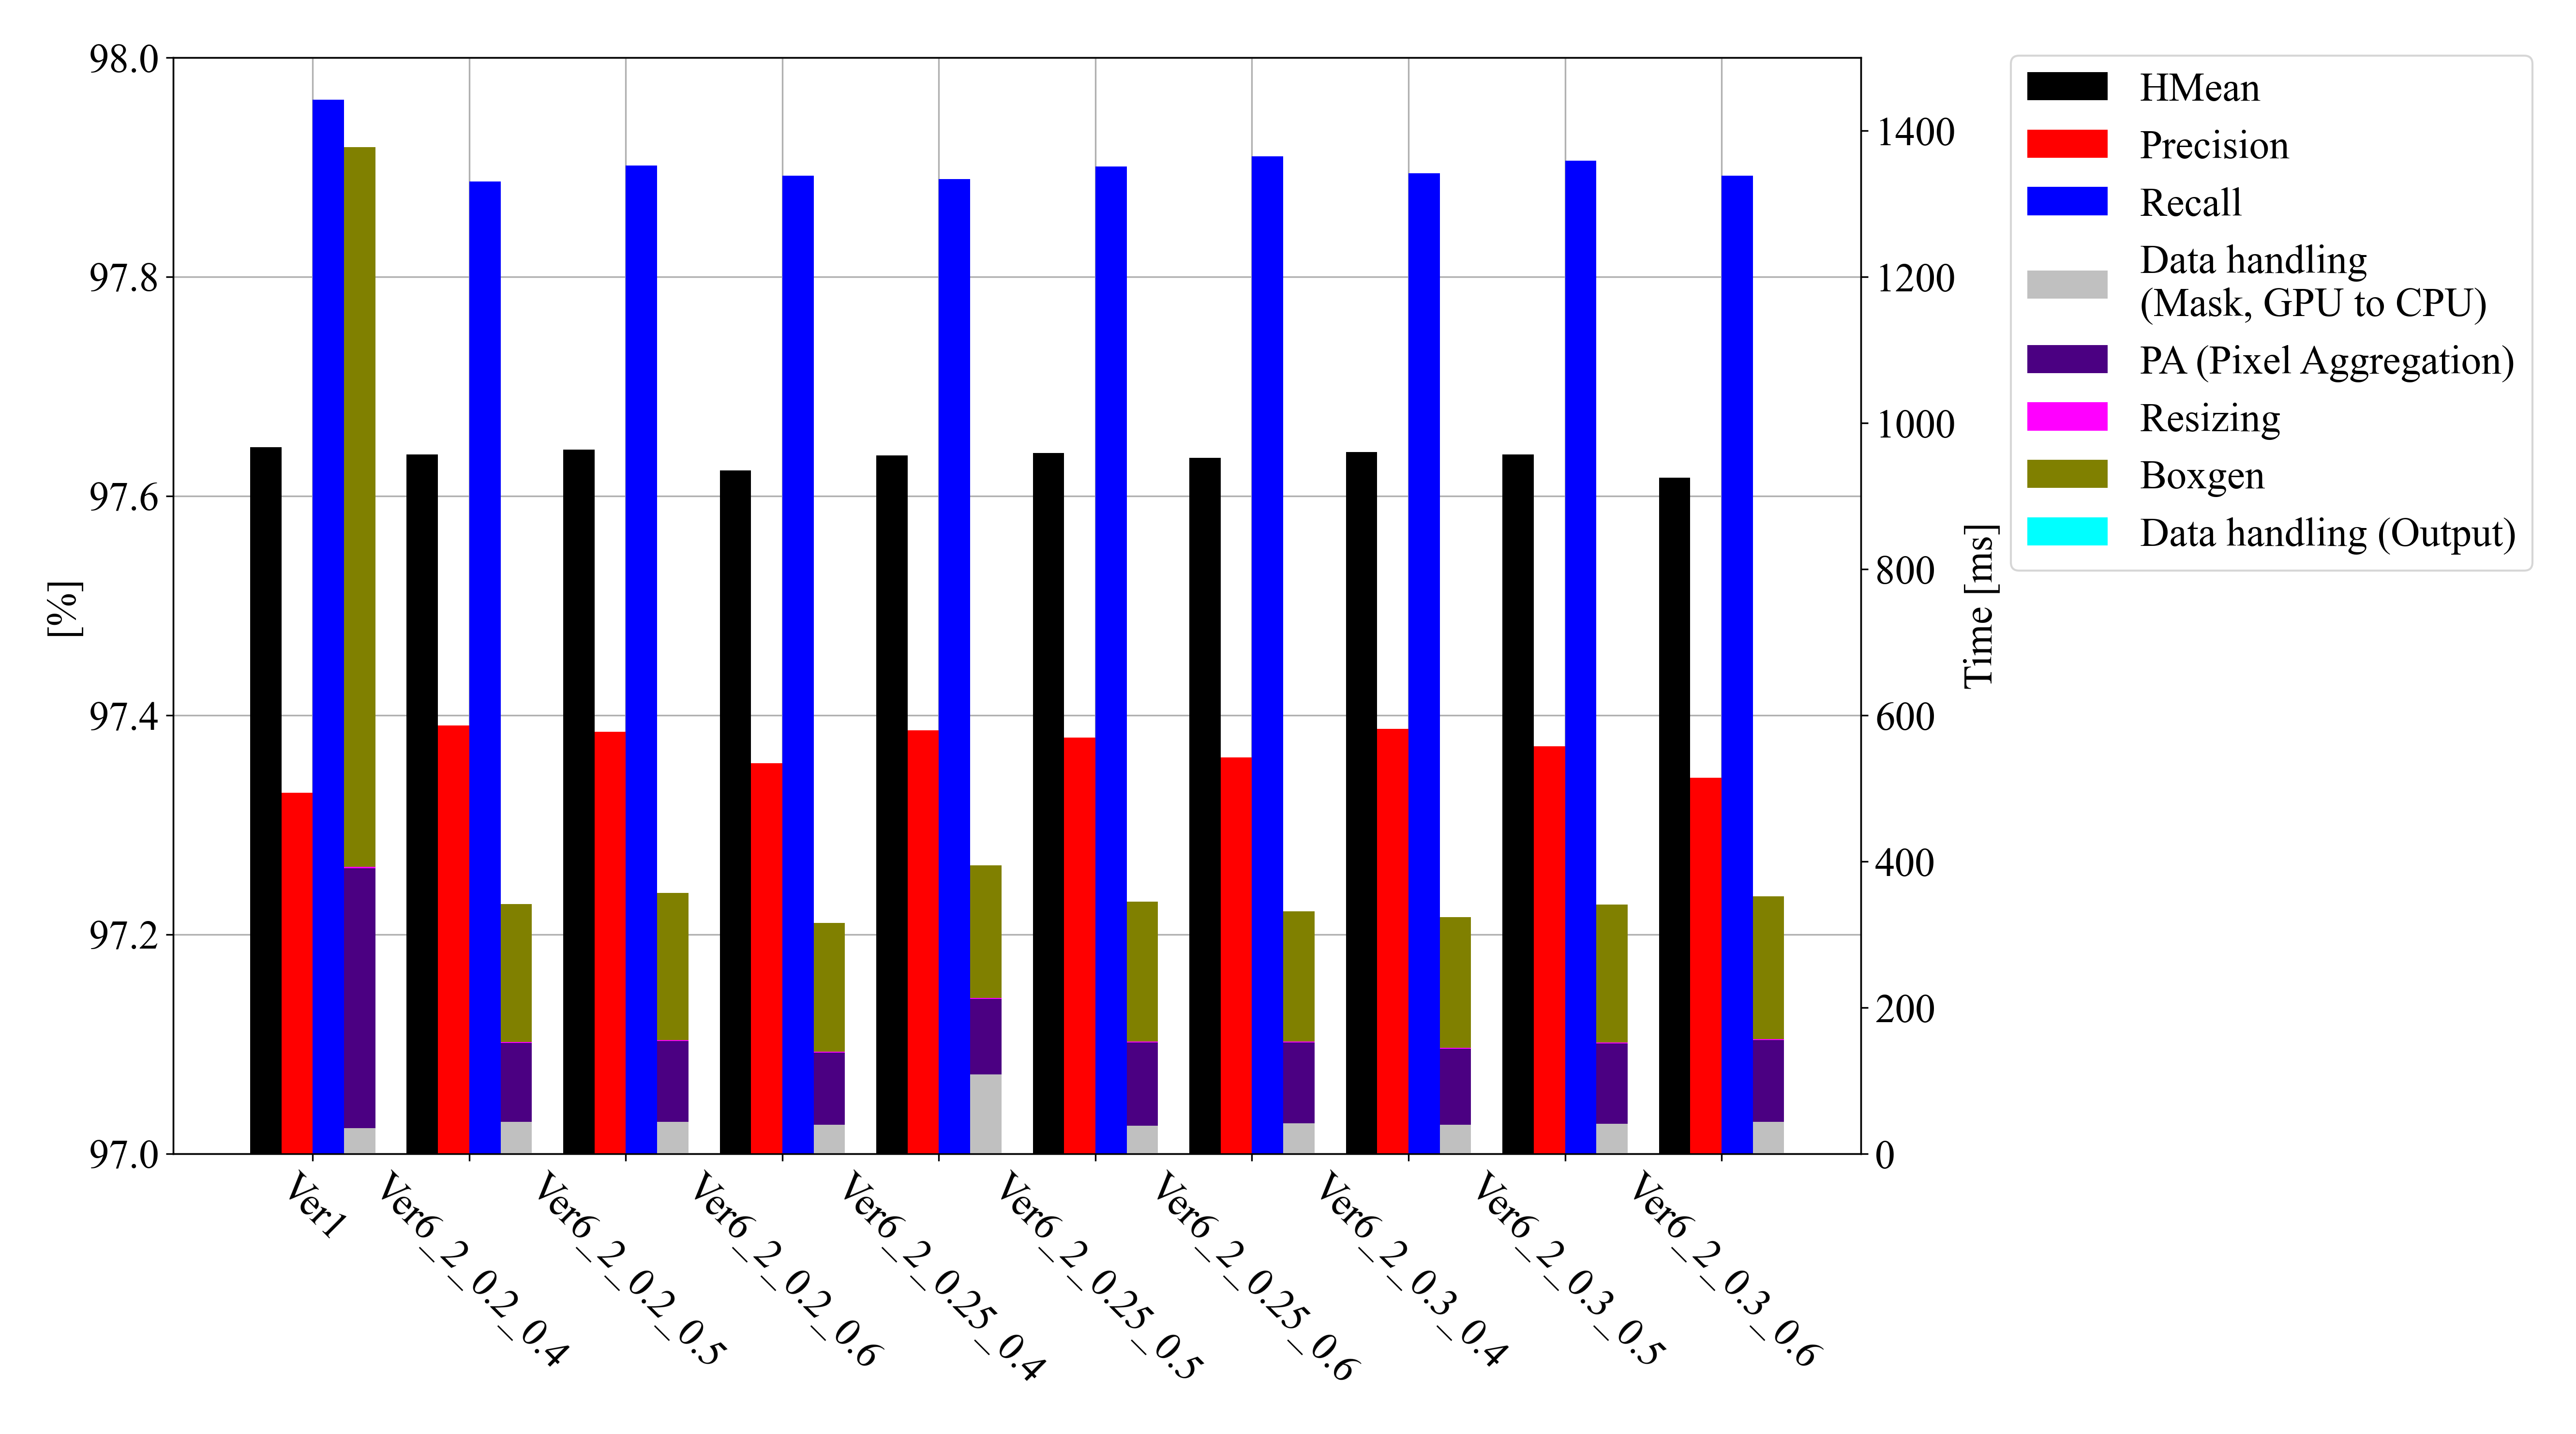 98.0
97.8
97.6
97.4
97.2
97.0
[%]
1400
1200
1000
800
600
400
200
0
Time [ms]
HMean
Precision
Recall
Data handling
(Mask, GPU to CPU)
PA (Pixel Aggregation)
Resizing
Boxgen
Data handling (Output)
Ver1
Ver6_2_0.2_0.4
Ver6_2_0.2_0.5
Ver6_2_0.2_0.6
Ver6_2_0.25_0.4
Ver6_2_0.25_0.5
Ver6_2_0.25_0.6
Ver6_2_0.3_0.4
Ver6_2_0.3_0.5
Ver6_2_0.3_0.6